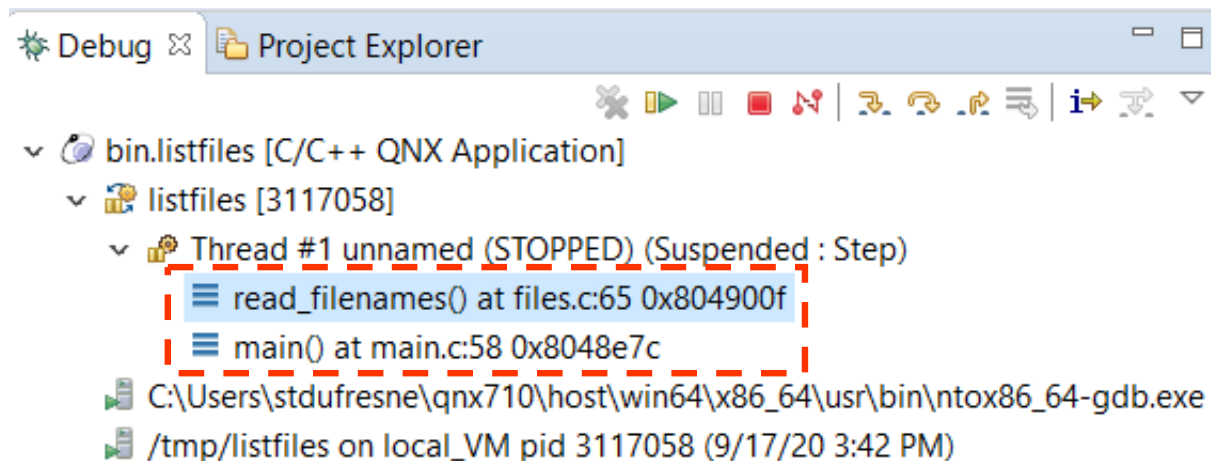 Debug Project Explorer
bin.listfiles [C/C++ QNX Application]
listfiles [3117058]
Thread #1 unnamed (STOPPED) (Suspended : Step)
read_filenames() at files.c:65 0x804900f
main() at main.c:58 0x8048e7c
C:\Users\stdufresne\qnx710\host\win64\x86_64\usr\bin\ntox86_64-gdb.exe
/tmp/listfiles on local_VM pid 3117058 (9/17/20 3:42 PM)